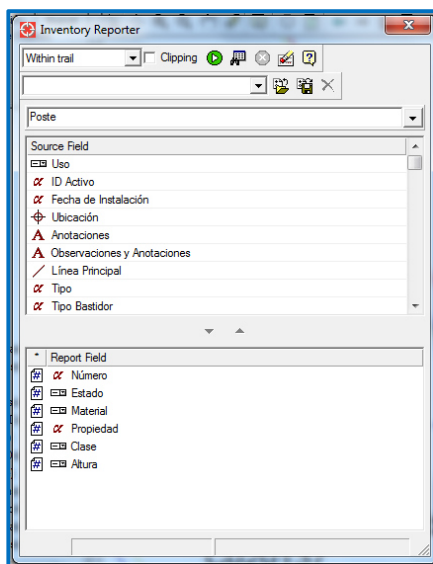 Inventory Reporter
Within trail Clipping
Poste
Source Field
Uso
ID Activo
Fecha de Instalación
Ubicación
A Anotaciones
A Observaciones y Anotaciones
Línea Principal
α Tipo
α Tipo Bastidor
* Report Field
Número
Estado
Material
Propiedad
Clase
Altura